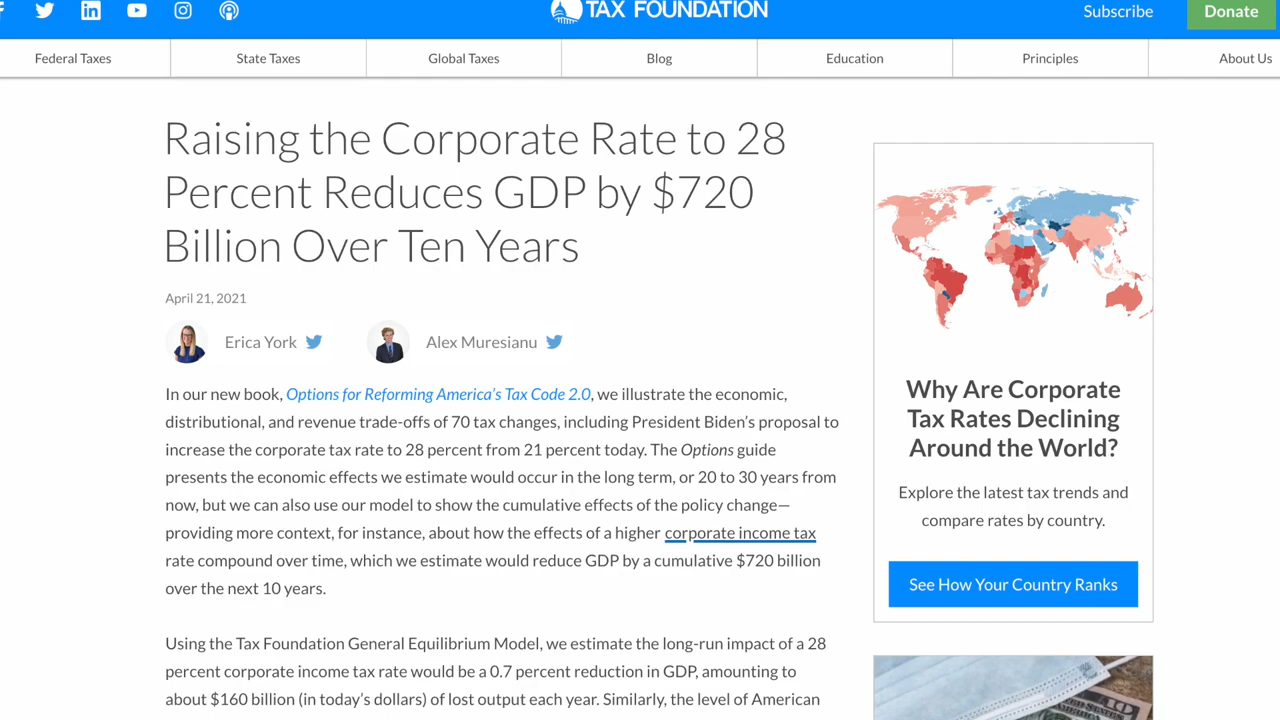 TAX FOUNDATION
Subscribe
Donate
Federal Taxes
State Taxes
Global Taxes
Blog
Education
Principles
About Us
Raising the Corporate Rate to 28
Percent Reduces GDP by $720
Billion Over Ten Years
April 21, 2021
Erica York
Alex Muresianu
In our new book, Options for Reforming America's Tax Code 2.0, we illustrate the economic,
distributional, and revenue trade-offs of 70 tax changes, including President Biden's proposal to
increase the corporate tax rate to 28 percent from 21 percent today. The Options guide
presents the economic effects we estimate would occur in the long term, or 20 to 30 years from
now, but we can also use our model to show the cumulative effects of the policy change—
providing more context, for instance, about how the effects of a higher corporate income tax
rate compound over time, which we estimate would reduce GDP by a cumulative $720 billion
over the next 10 years.
Using the Tax Foundation General Equilibrium Model, we estimate the long-run impact of a 28
percent corporate income tax rate would be a 0.7 percent reduction in GDP, amounting to
about $160 billion (in today's dollars) of lost output each year. Similarly, the level of American
Why Are Corporate
Tax Rates Declining
Around the World?
Explore the latest tax trends and
compare rates by country.
See How Your Country Ranks